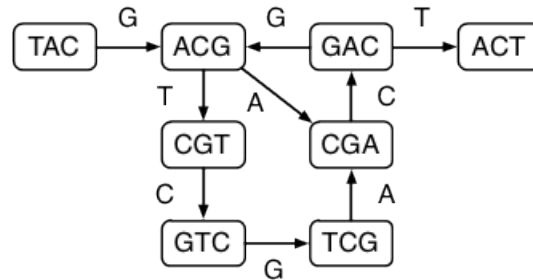 G G T
TAC ACG GAC ACT
T A C
CGT CGA
C A
GTC TCG
G